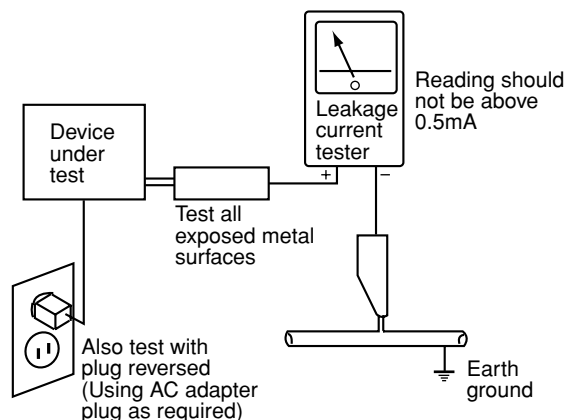 Device
under
test
Leakage
current
tester
+ −
Reading should
not be above
0.5mA
Test all
exposed metal
surfaces
Also test with
plug reversed
(Using AC adapter
plug as required)
Earth
ground